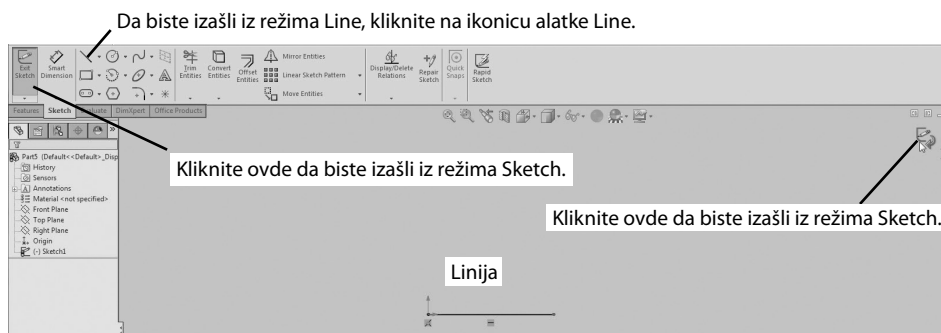 Da biste izašli iz režima Line, kliknite na ikonicu alatke Line.
Exit Sketch
Smart Dimension
Trim Entities
Convert Entities
Offset Entities
Mirror Entities
Linear Sketch Pattern
Move Entities
Display/Delete Relations
Repair Sketch
Quick Snaps
Rapid Sketch
Features Sketch Evaluate DimXpert Office Products
Kliknite ovde da biste izašli iz režima Sketch.
Part5 (Default<<Default>_Disp
History
Sensors
Annotations
Material <not specified>
Front Plane
Top Plane
Right Plane
Origin
(-) Sketch1
Kliknite ovde da biste izašli iz režima Sketch.
Linija